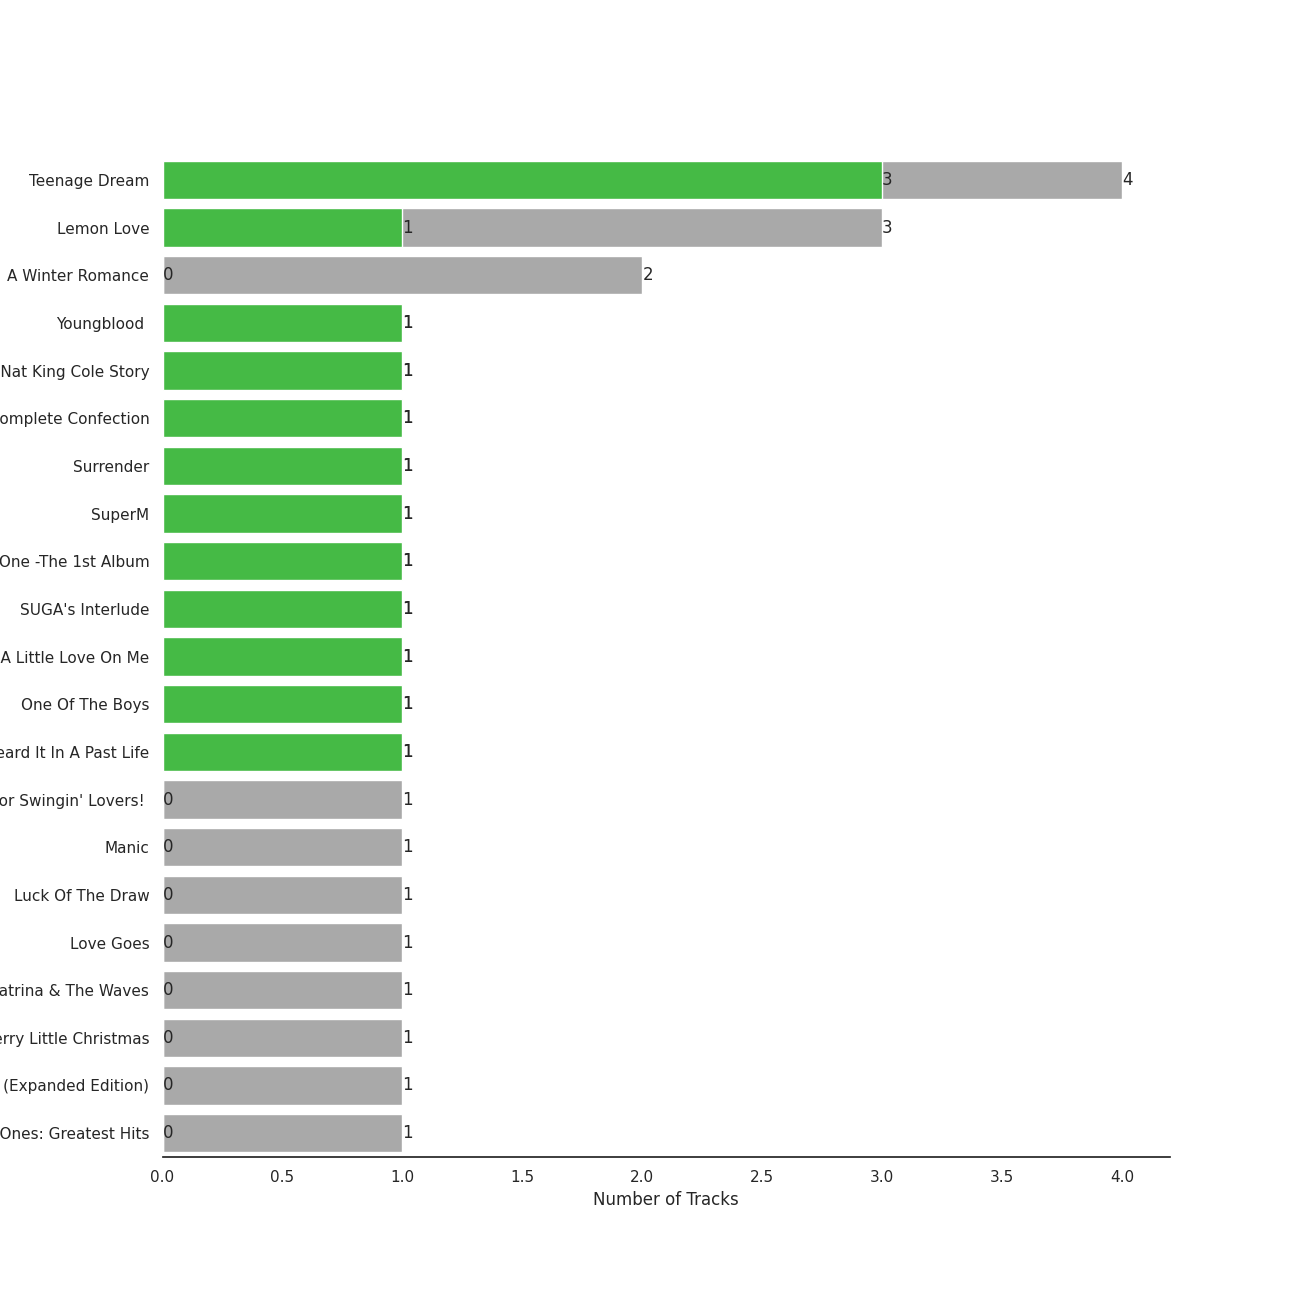 Teenage Dream 3 4
Lemon Love 1 3
A Winter Romance 0 2
Youngblood 1
Nat King Cole Story 1
omplete Confection 1
Surrender 1
SuperM 1
One -The 1st Album 1
SUGA's Interlude 1
A Little Love On Me 1
One Of The Boys 1
eard It In A Past Life 1
or Swingin' Lovers! 0 1
Manic 0 1
Luck Of The Draw 0 1
Love Goes 0 1
atrina & The Waves 0 1
erry Little Christmas 0 1
(Expanded Edition) 0 1
Ones: Greatest Hits 0 1
0.0 0.5 1.0 1.5 2.0 2.5 3.0 3.5 4.0
Number of Tracks